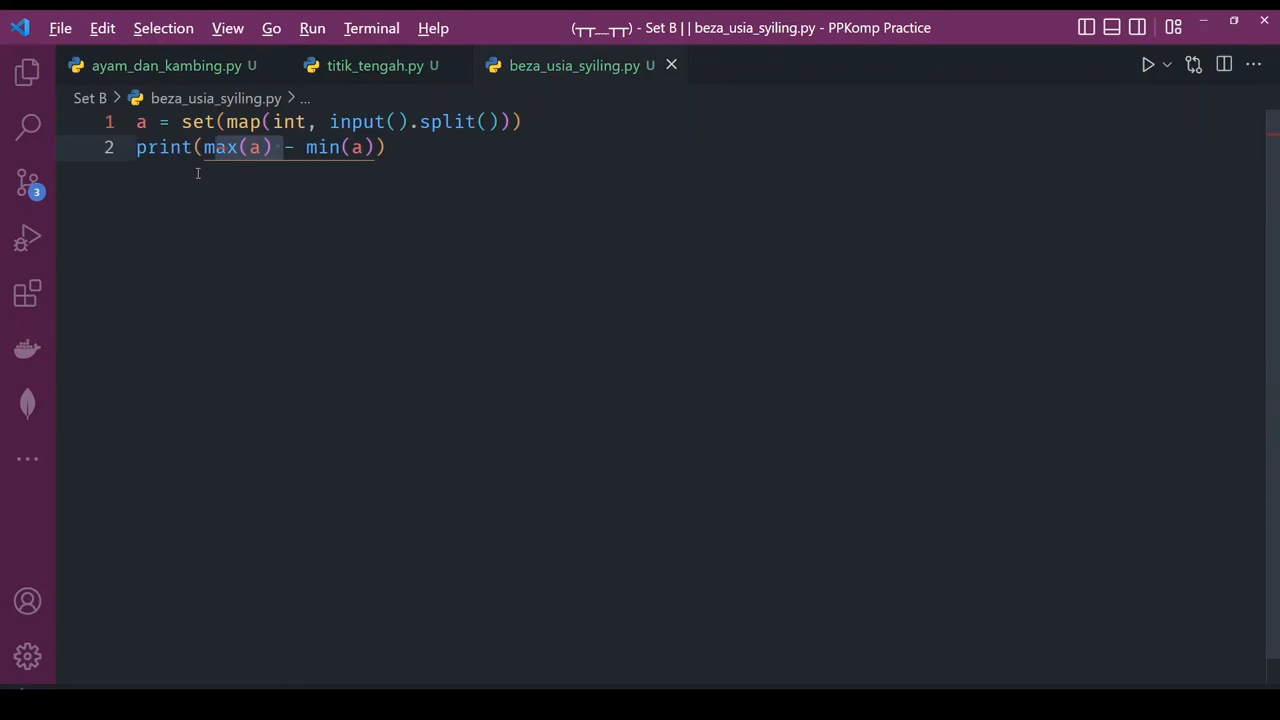 File Edit Selection View Go Run Terminal Help (┬┬﹏┬┬) - Set B || beza_usia_syiling.py - PPKomp Practice
ayam_dan_kambing.py U titik_tengah.py U beza_usia_syiling.py U
Set B > beza_usia_syiling.py > ...
1 a = set(map(int, input().split()))
2 print(max(a) - min(a))
3